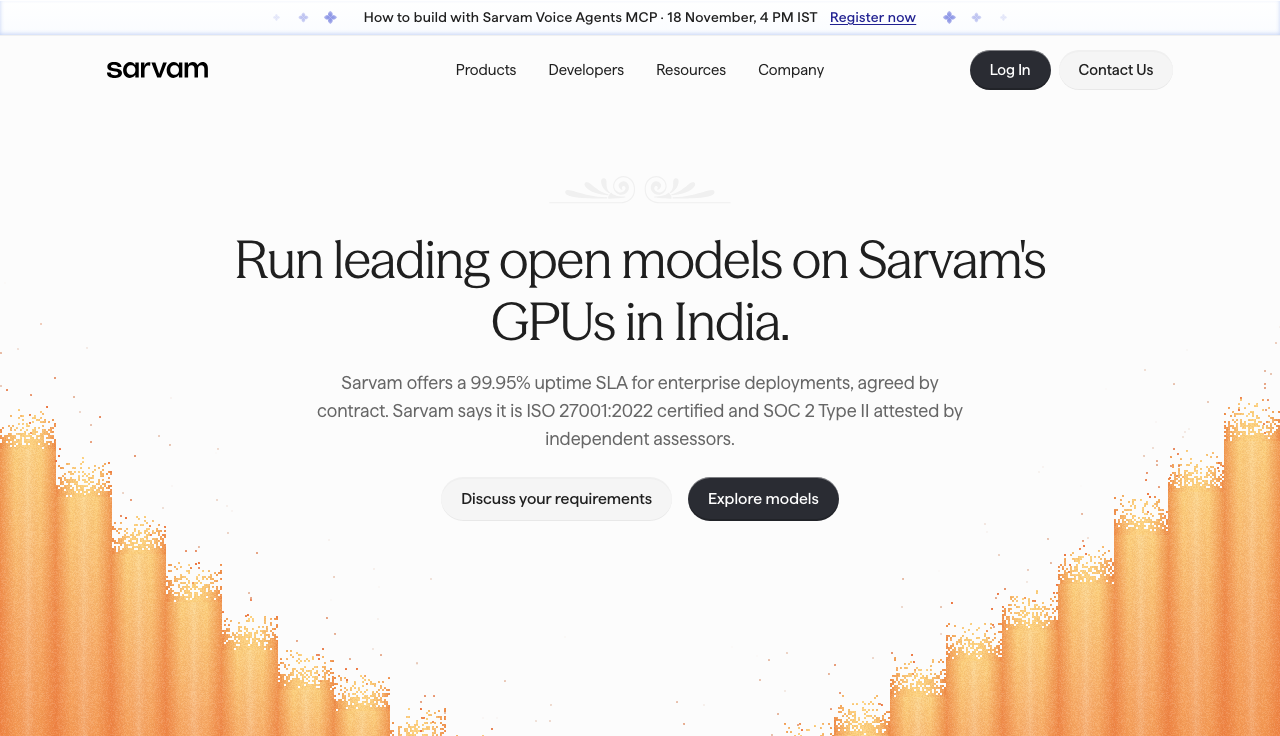 How to build with Sarvam Voice Agents MCP · 18 November, 4 PM IST Register now
sarvam
Products
Developers
Resources
Company
Log In
Contact Us
Run leading open models on Sarvam's
GPUs in India.
Sarvam offers a 99.95% uptime SLA for enterprise deployments, agreed by
contract. Sarvam says it is ISO 27001:2022 certified and SOC 2 Type II attested by
independent assessors.
Discuss your requirements
Explore models